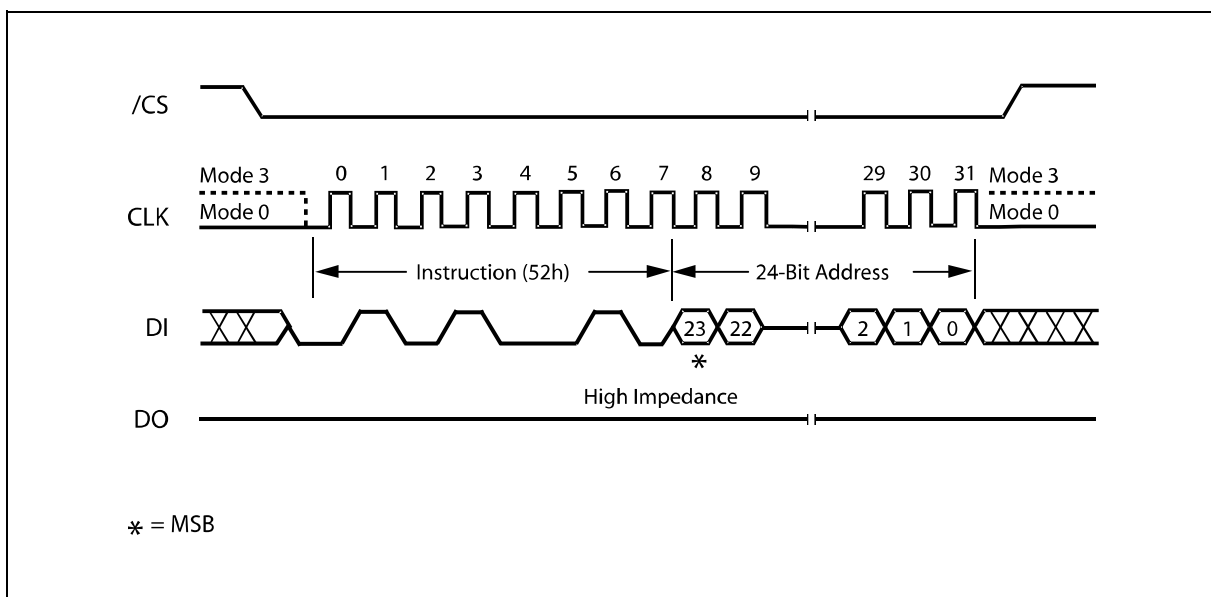 /CS
Mode 3 0 1 2 3 4 5 6 7 8 9 29 30 31 Mode 3
CLK Mode 0 Mode 0
Instruction (52h) 24-Bit Address
DI 23 22 2 1 0
*
High Impedance
DO
* = MSB